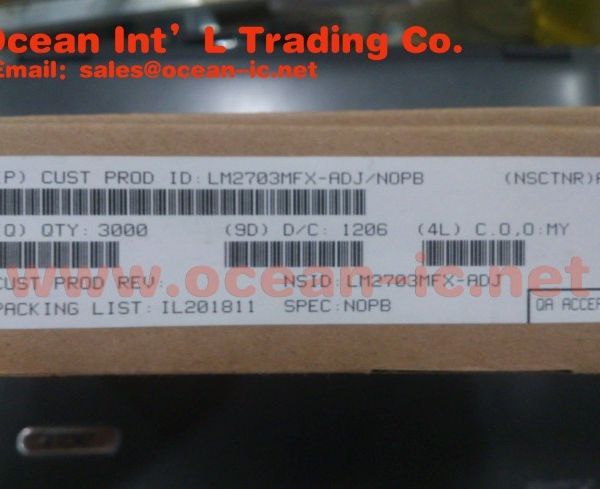 Ocean Int’L Trading Co.
Email: sales@ocean-ic.net
P) CUST PROD ID:LM2703MFX-ADJ/NOPB (NSCTNR)
Q) QTY: 3000 (9D) D/C: 1206 (4L) C.O.O:MY
www.ocean-ic.net
CUST PROD REV: NSID:LM2703MFX-ADJ
PACKING LIST:IL201811 SPEC:NOPB
QA ACCEP